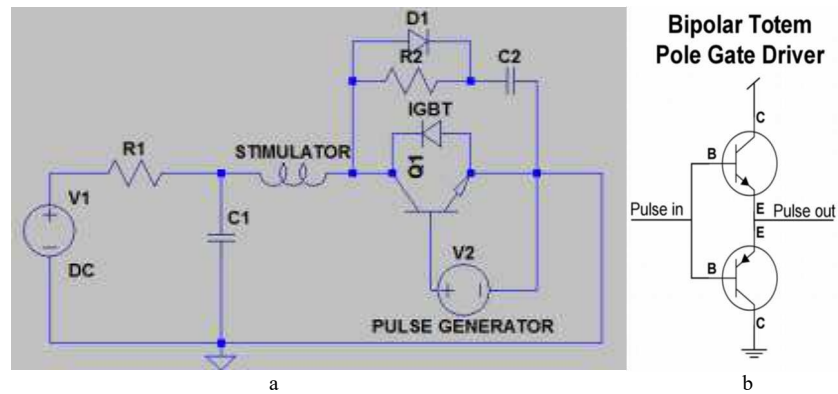 D1
R2
C2
IGBT
Q1
R1
STIMULATOR
V1
+
DC
C1
V2
+
PULSE GENERATOR
a
Bipolar Totem
Pole Gate Driver
C
B
Pulse in
E
Pulse out
E
B
C
b